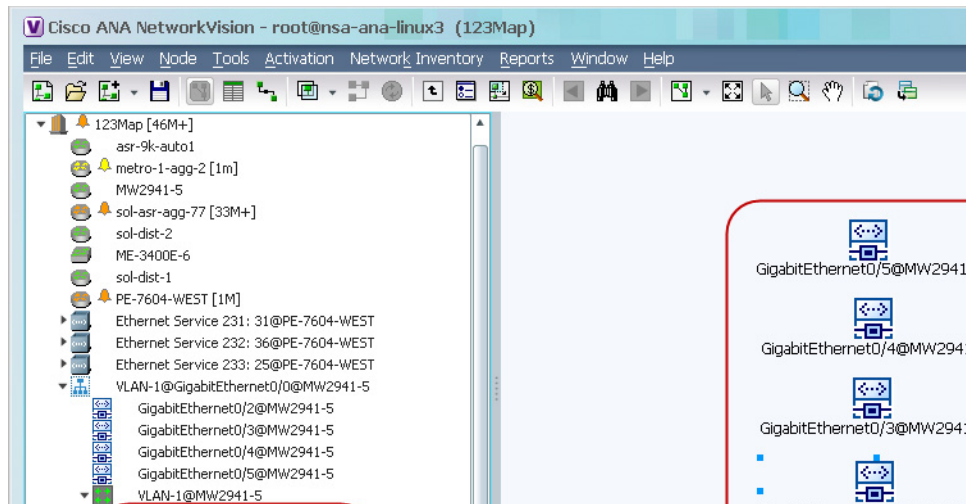 Cisco ANA NetworkVision - root@nsa-ana-linux3 (123Map)
File Edit View Node Tools Activation Network Inventory Reports Window Help
123Map [46M+]
asr-9k-auto1
metro-1-agg-2 [1m]
MW2941-5
sol-asr-agg-77 [33M+]
sol-dist-2
ME-3400E-6
sol-dist-1
PE-7604-WEST [1M]
Ethernet Service 231: 31@PE-7604-WEST
Ethernet Service 232: 36@PE-7604-WEST
Ethernet Service 233: 25@PE-7604-WEST
VLAN-1@GigabitEthernet0/0@MW2941-5
GigabitEthernet0/2@MW2941-5
GigabitEthernet0/3@MW2941-5
GigabitEthernet0/4@MW2941-5
GigabitEthernet0/5@MW2941-5
VLAN-1@MW2941-5
GigabitEthernet0/5@MW2941
GigabitEthernet0/4@MW2941
GigabitEthernet0/3@MW2941